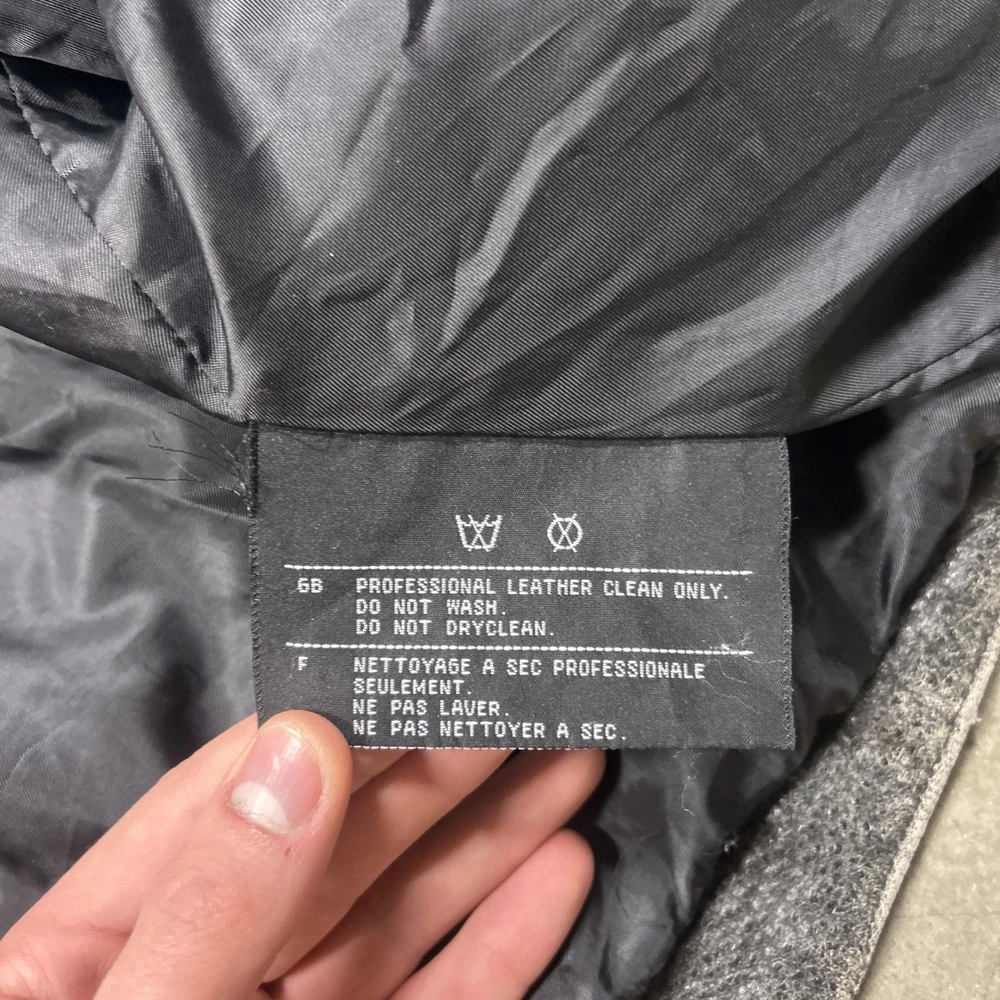 GB PROFESSIONAL LEATHER CLEAN ONLY.
DO NOT WASH.
DO NOT DRYCLEAN.
F NETTOYAGE A SEC PROFESSIONALE
SEULEMENT.
NE PAS LAVER.
NE PAS NETTOYER A SEC.